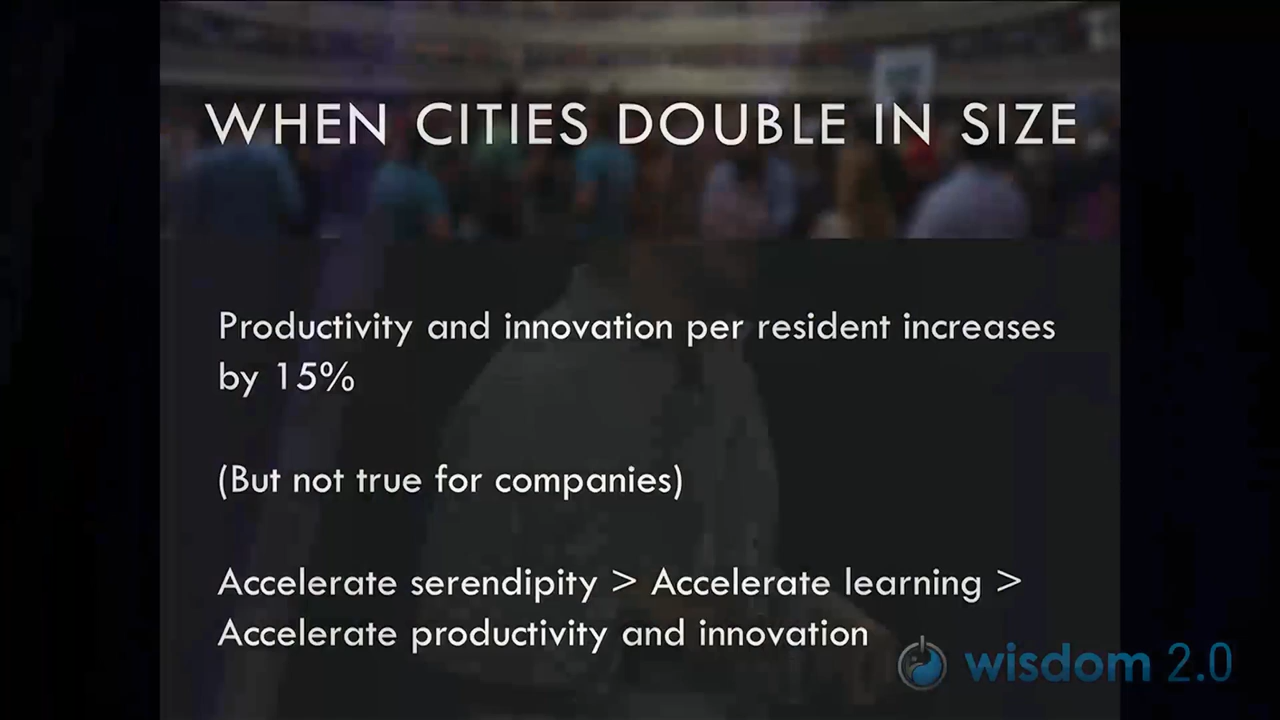 WHEN CITIES DOUBLE IN SIZE
Productivity and innovation per resident increases
by 15%
(But not true for companies)
Accelerate serendipity > Accelerate learning >
Accelerate productivity and innovation
wisdom 2.0